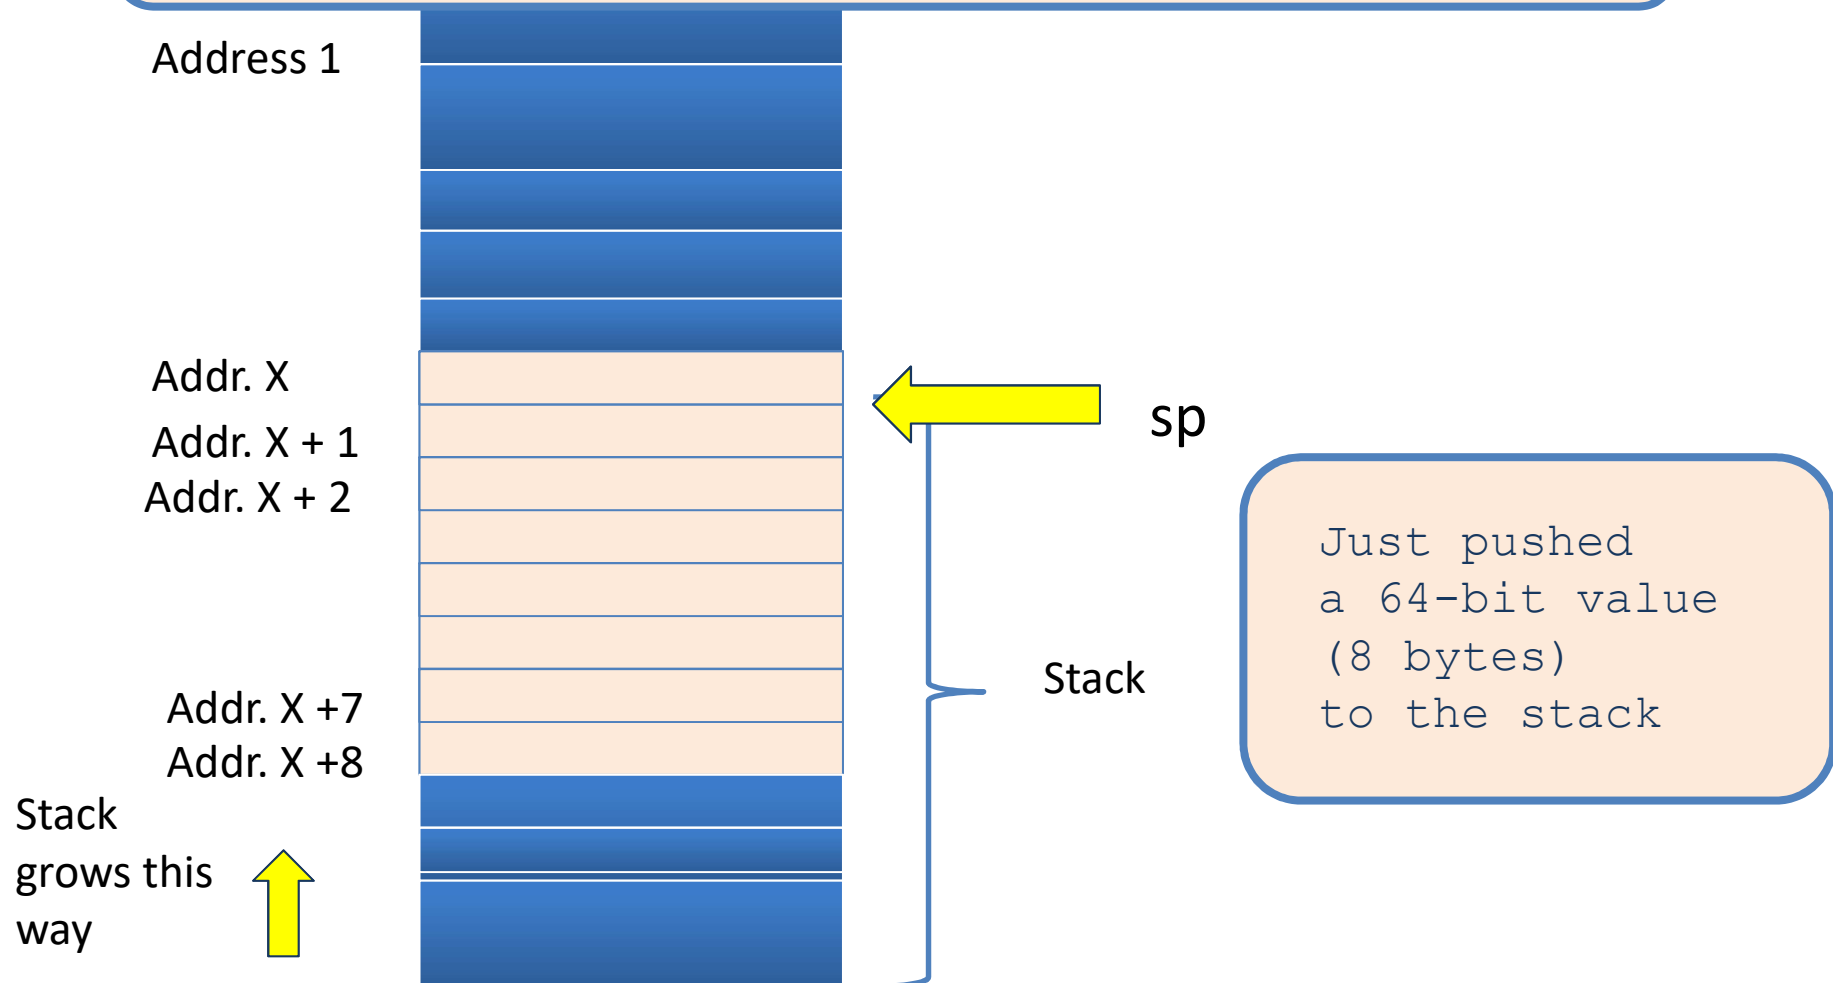 Address 1
Addr. X
Addr. X + 1
Addr. X + 2
sp
Just pushed
a 64-bit value
(8 bytes)
to the stack
Stack
Addr. X +7
Addr. X +8
Stack
grows this
way